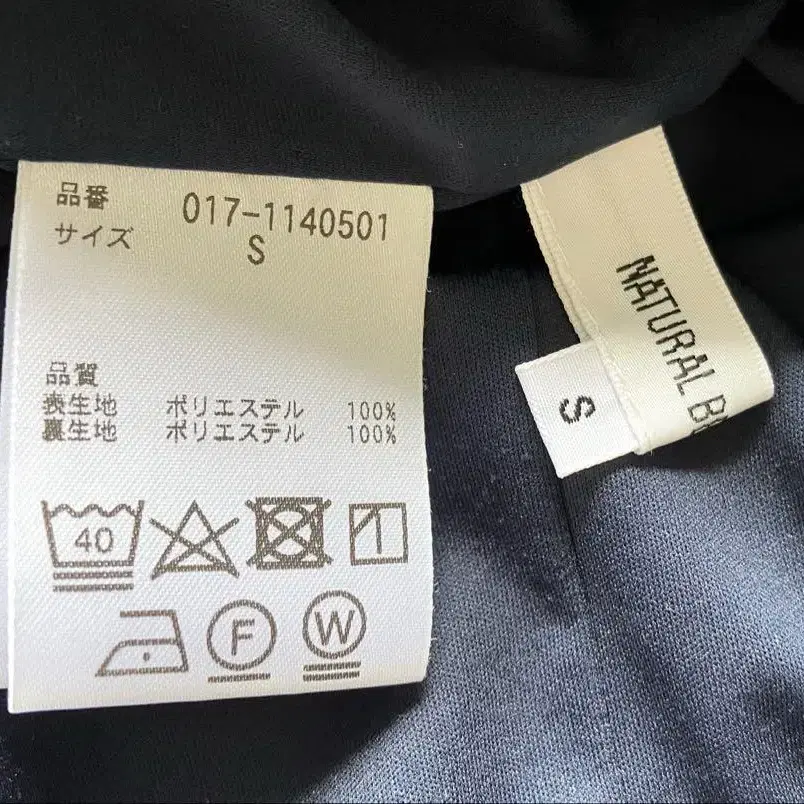 品番 017-1140501
サイズ S
品質
表生地 ポリエステル 100%
裏生地 ポリエステル 100%
40
F
W
NATURAL
S